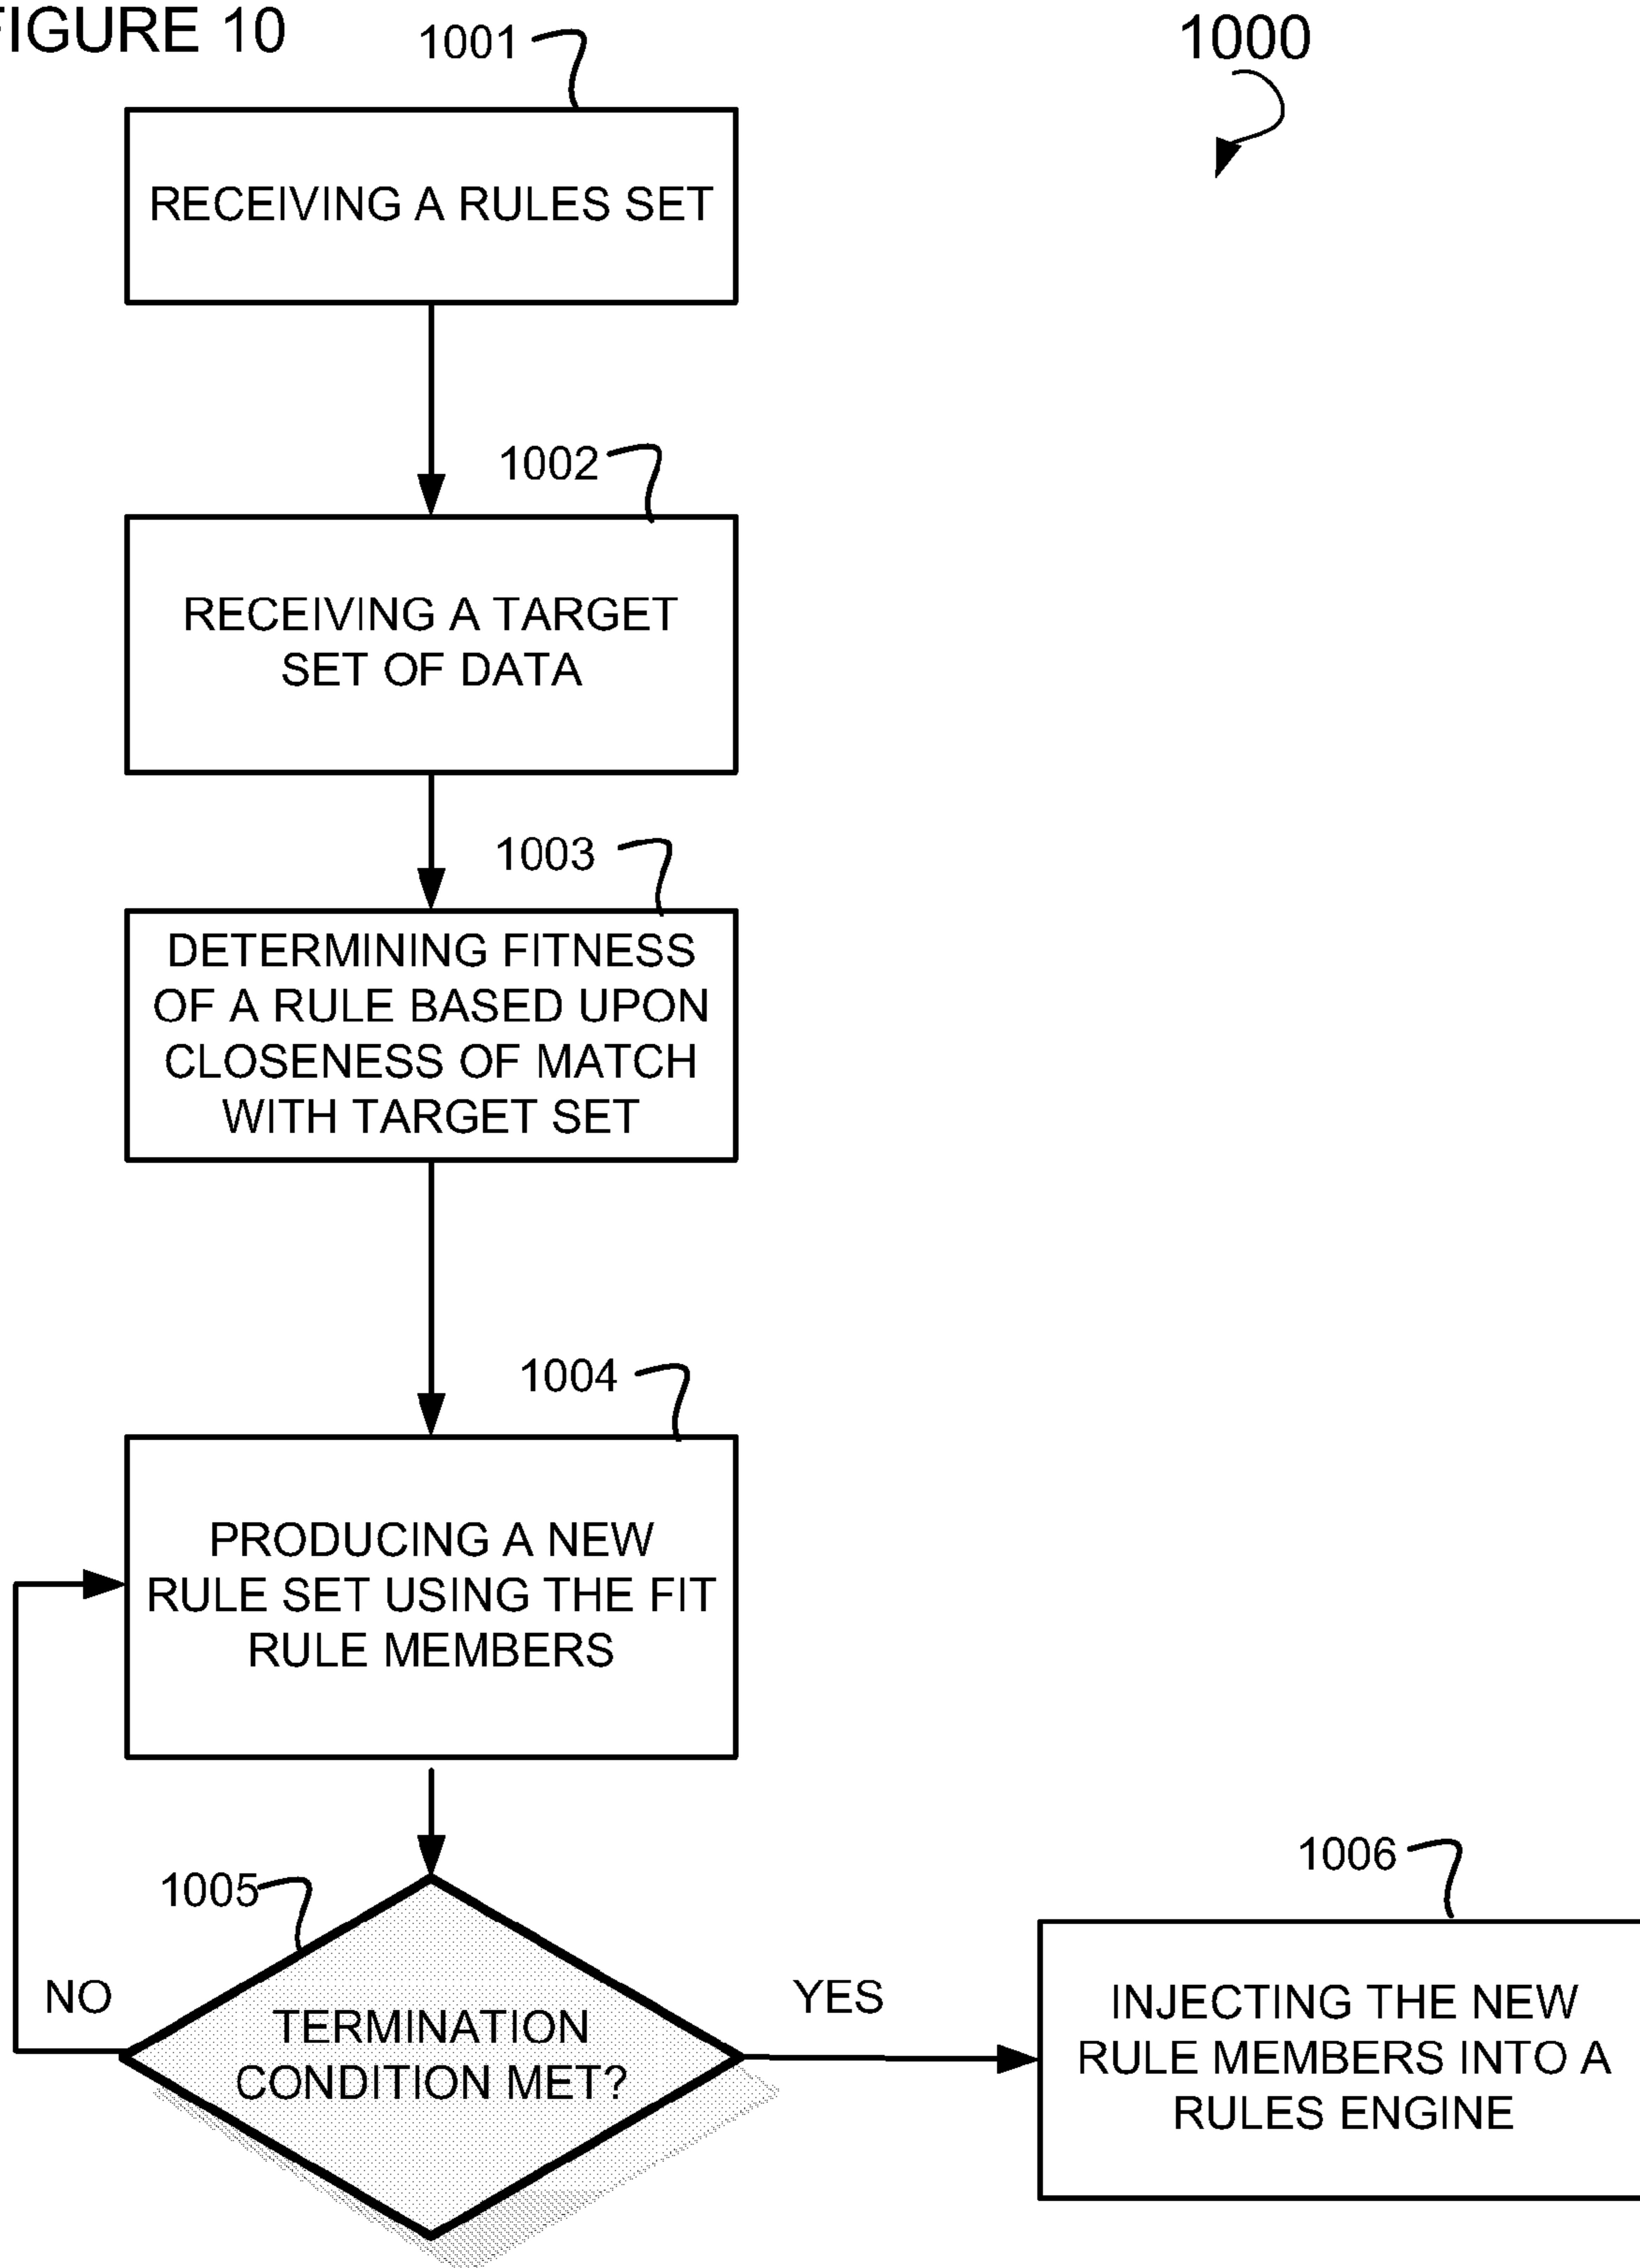 FIGURE 10
1001
1000
RECEIVING A RULES SET
1002
RECEIVING A TARGET
SET OF DATA
1003
DETERMINING FITNESS
OF A RULE BASED UPON
CLOSENESS OF MATCH
WITH TARGET SET
1004
PRODUCING A NEW
RULE SET USING THE FIT
RULE MEMBERS
1005
NO
TERMINATION
CONDITION MET?
YES
1006
INJECTING THE NEW
RULE MEMBERS INTO A
RULES ENGINE